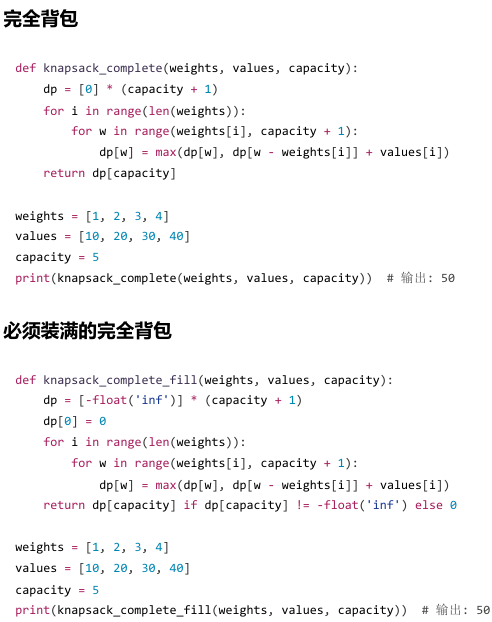 完全背包
def knapsack_complete(weights, values, capacity):
    dp = [0] * (capacity + 1)
    for i in range(len(weights)):
        for w in range(weights[i], capacity + 1):
            dp[w] = max(dp[w], dp[w - weights[i]] + values[i])
    return dp[capacity]
weights = [1, 2, 3, 4]
values = [10, 20, 30, 40]
capacity = 5
print(knapsack_complete(weights, values, capacity))  # 输出: 50
必须装满的完全背包
def knapsack_complete_fill(weights, values, capacity):
    dp = [-float('inf')] * (capacity + 1)
    dp[0] = 0
    for i in range(len(weights)):
        for w in range(weights[i], capacity + 1):
            dp[w] = max(dp[w], dp[w - weights[i]] + values[i])
    return dp[capacity] if dp[capacity] != -float('inf') else 0
weights = [1, 2, 3, 4]
values = [10, 20, 30, 40]
capacity = 5
print(knapsack_complete_fill(weights, values, capacity))  # 输出: 50